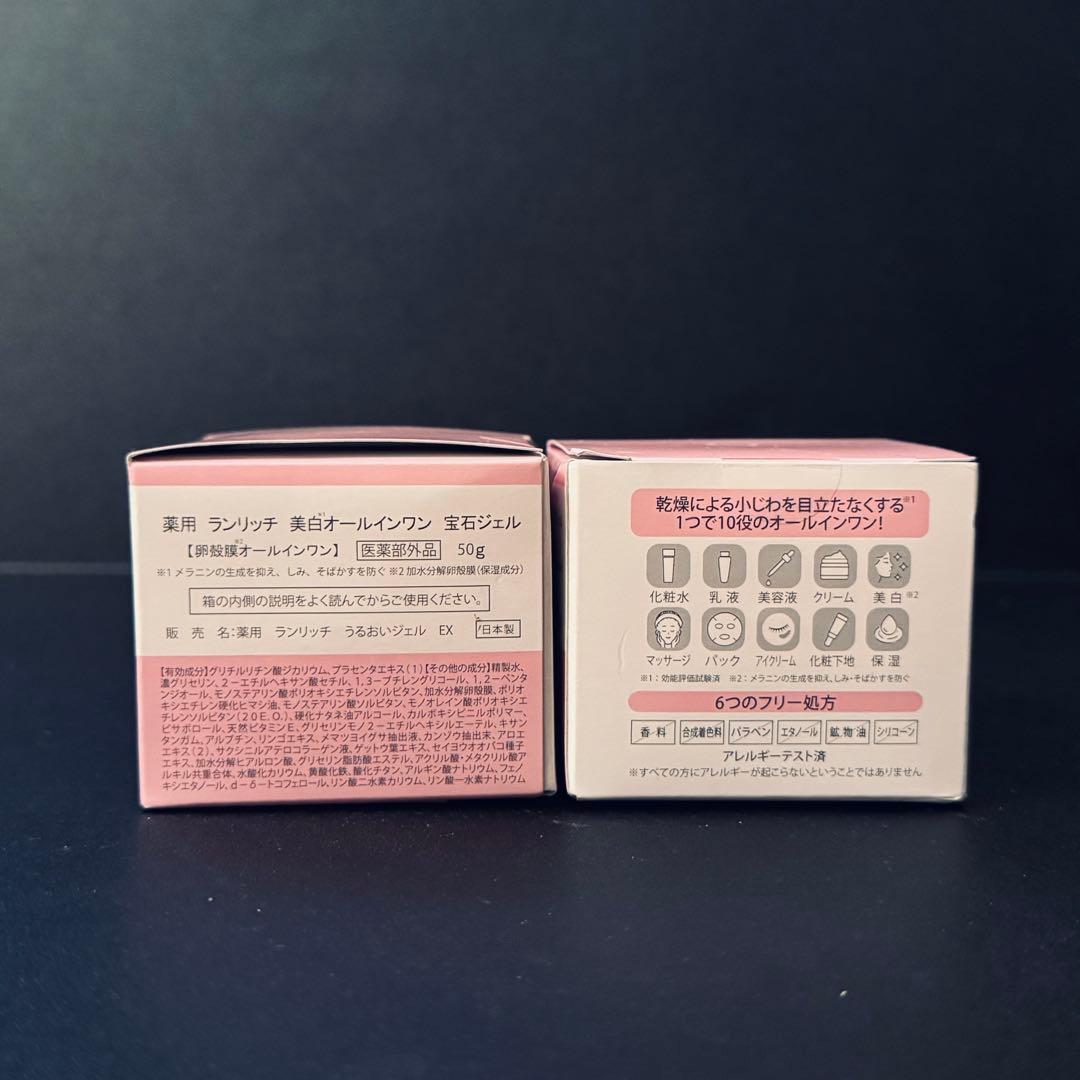 薬用 ランリッチ 美白※1オールインワン 宝石ジェル
【卵殻膜※2オールインワン】 医薬部外品 50g
※1 メラニンの生成を抑え、しみ、そばかすを防ぐ ※2 加水分解卵殻膜(保湿成分)
箱の内側の説明をよく読んでからご使用ください。
販 売 名:薬用 ランリッチ うるおいジェル EX 日本製
【有効成分】グリチルリチン酸ジカリウム、プラセンタエキス(1)【その他の成分】精製水、
濃グリセリン、2-エチルヘキサン酸セチル、1,3-ブチレングリコール、1,2-ペンタ
ンジオール、モノステアリン酸ポリオキシエチレンソルビタン、加水分解卵殻膜、ポリオ
キシエチレン硬化ヒマシ油、モノステアリン酸ソルビタン、モノオレイン酸ポリオキシエ
チレンソルビタン(20E.O.)、硬化ナタネ油アルコール、カルボキシビニルポリマー、
ビサボロール、天然ビタミンE、グリセリンモノ2-エチルヘキシルエーテル、キサン
タンガム、アルブチン、リンゴエキス、メマツヨイグサ抽出液、カンゾウ抽出末、アロエ
エキス(2)、サクシニルアテロコラーゲン液、ゲットウ葉エキス、セイヨウオオバコ種子
エキス、加水分解ヒアルロン酸、グリセリン脂肪酸エステル、アクリル酸・メタクリル酸ア
ルキル共重合体、水酸化カリウム、黄酸化鉄、酸化チタン、アルギン酸ナトリウム、フェノ
キシエタノール、d-δ-トコフェロール、リン酸二水素カリウム、リン酸一水素ナトリウム
乾燥による小じわを目立たなくする※1
1つで10役のオールインワン!
化粧水 乳液 美容液 クリーム 美白※2
マッサージ パック アイクリーム 化粧下地 保湿
※1:効能評価試験済 ※2:メラニンの生成を抑え、しみ・そばかすを防ぐ
6つのフリー処方
香料 合成着色料 パラベン エタノール 鉱物油 シリコーン
アレルギーテスト済
※すべての方にアレルギーが起こらないということではありません